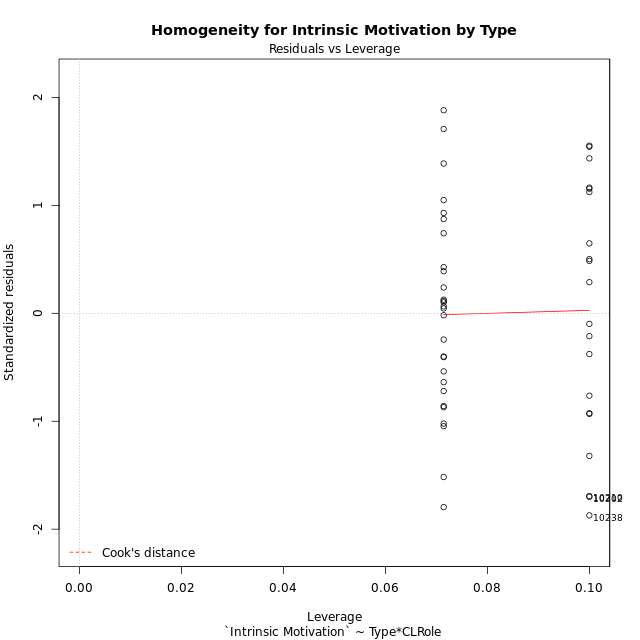 Homogeneity for Intrinsic Motivation by Type
Residuals vs Leverage
Standardized residuals
2
1
0
-1
-2
10238
Cook's distance
0.00 0.02 0.04 0.06 0.08 0.10
Leverage
`Intrinsic Motivation` ~ Type*CLRole